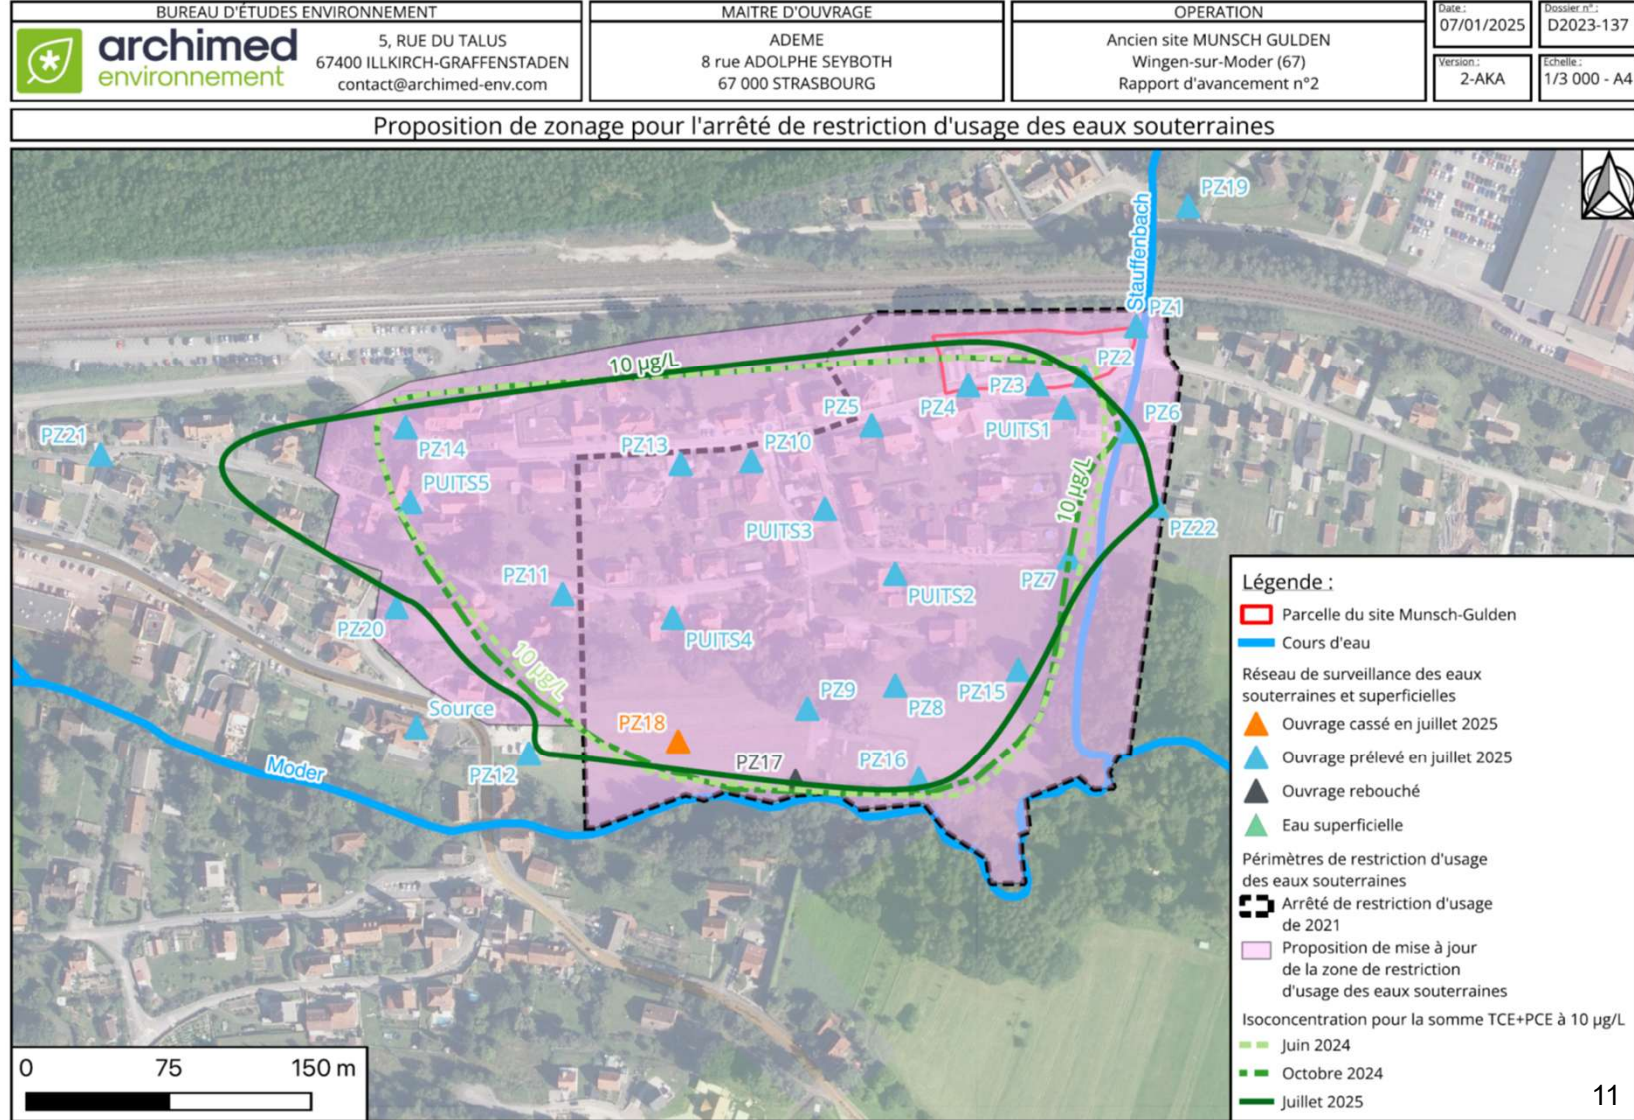 BUREAU D'ÉTUDES ENVIRONNEMENT
archimed
environnement
5, RUE DU TALUS
67400 ILLKIRCH-GRAFFENSTADEN
contact@archimed-env.com
MAITRE D'OUVRAGE
ADEME
8 rue ADOLPHE SEYBOTH
67 000 STRASBOURG
OPERATION
Ancien site MUNSCH GULDEN
Wingen-sur-Moder (67)
Rapport d'avancement n°2
Date :
07/01/2025
Dossier n° :
D2023-137
Version :
2-AKA
Echelle :
1/3 000 - A4
Proposition de zonage pour l'arrêté de restriction d'usage des eaux souterraines
PZ19
Stauffenbach
PZ1
10 µg/L
PZ2
PZ3
PZ4
PZ5
PZ6
PUITS1
PZ21
PZ14
PZ13
PZ10
PUITS5
10 µg/L
PUITS3
PZ22
PZ11
PZ7
PUITS2
PZ20
PUITS4
10 µg/L
PZ15
PZ9
PZ8
Source
PZ18
PZ17
PZ16
PZ12
Moder
Légende :
Parcelle du site Munsch-Gulden
Cours d'eau
Réseau de surveillance des eaux
souterraines et superficielles
Ouvrage cassé en juillet 2025
Ouvrage prélevé en juillet 2025
Ouvrage rebouché
Eau superficielle
Périmètres de restriction d'usage
des eaux souterraines
Arrêté de restriction d'usage
de 2021
Proposition de mise à jour
de la zone de restriction
d'usage des eaux souterraines
Isoconcentration pour la somme TCE+PCE à 10 µg/L
Juin 2024
Octobre 2024
Juillet 2025
0 75 150 m
11